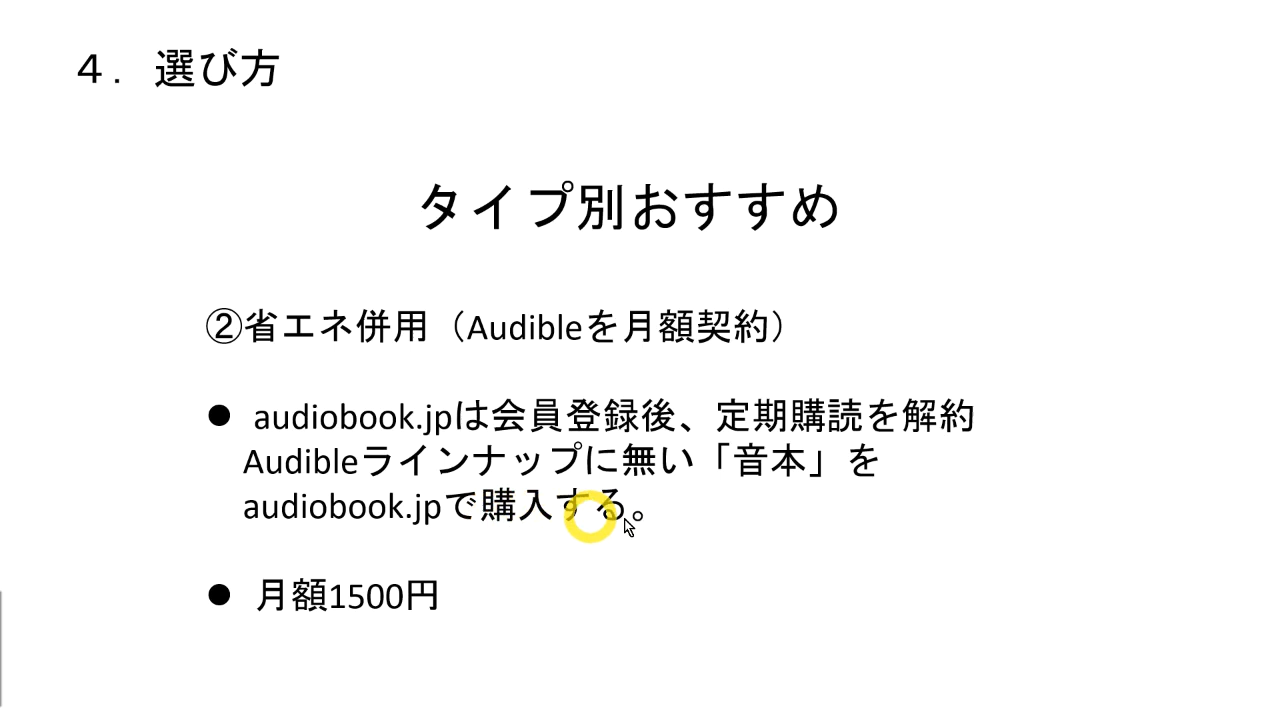 ４．選び方
タイプ別おすすめ
②省エネ併用（Audibleを月額契約）
● audiobook.jpは会員登録後、定期購読を解約
Audibleラインナップに無い「音本」を
audiobook.jpで購入する。
● 月額1500円